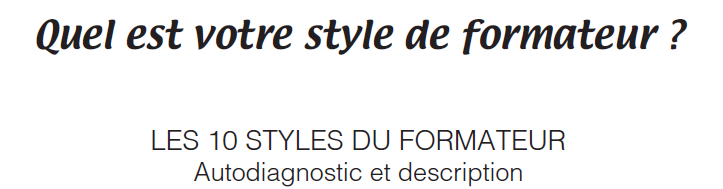 Quel est votre style de formateur ?
LES 10 STYLES DU FORMATEUR
Autodiagnostic et description